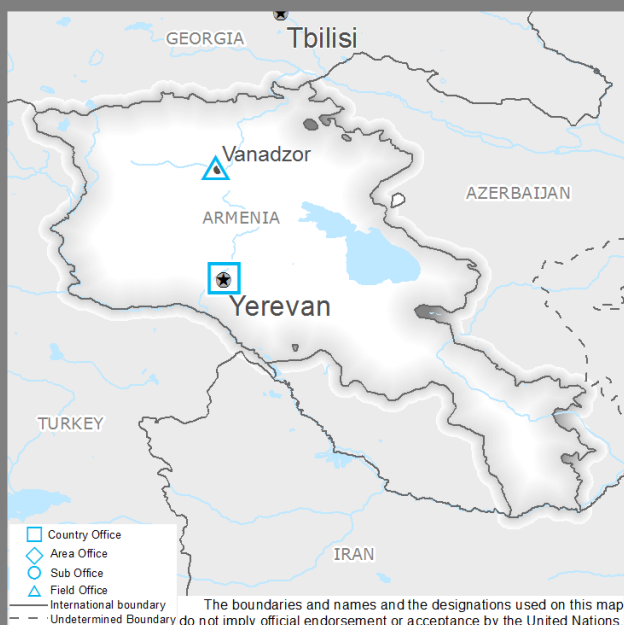 GEORGIA
Tbilisi
Vanadzor
AZERBAIJAN
ARMENIA
Yerevan
TURKEY
IRAN
Country Office
Area Office
Sub Office
Field Office
International boundary
Undetermined Boundary
The boundaries and names and the designations used on this map
do not imply official endorsement or acceptance by the United Nations